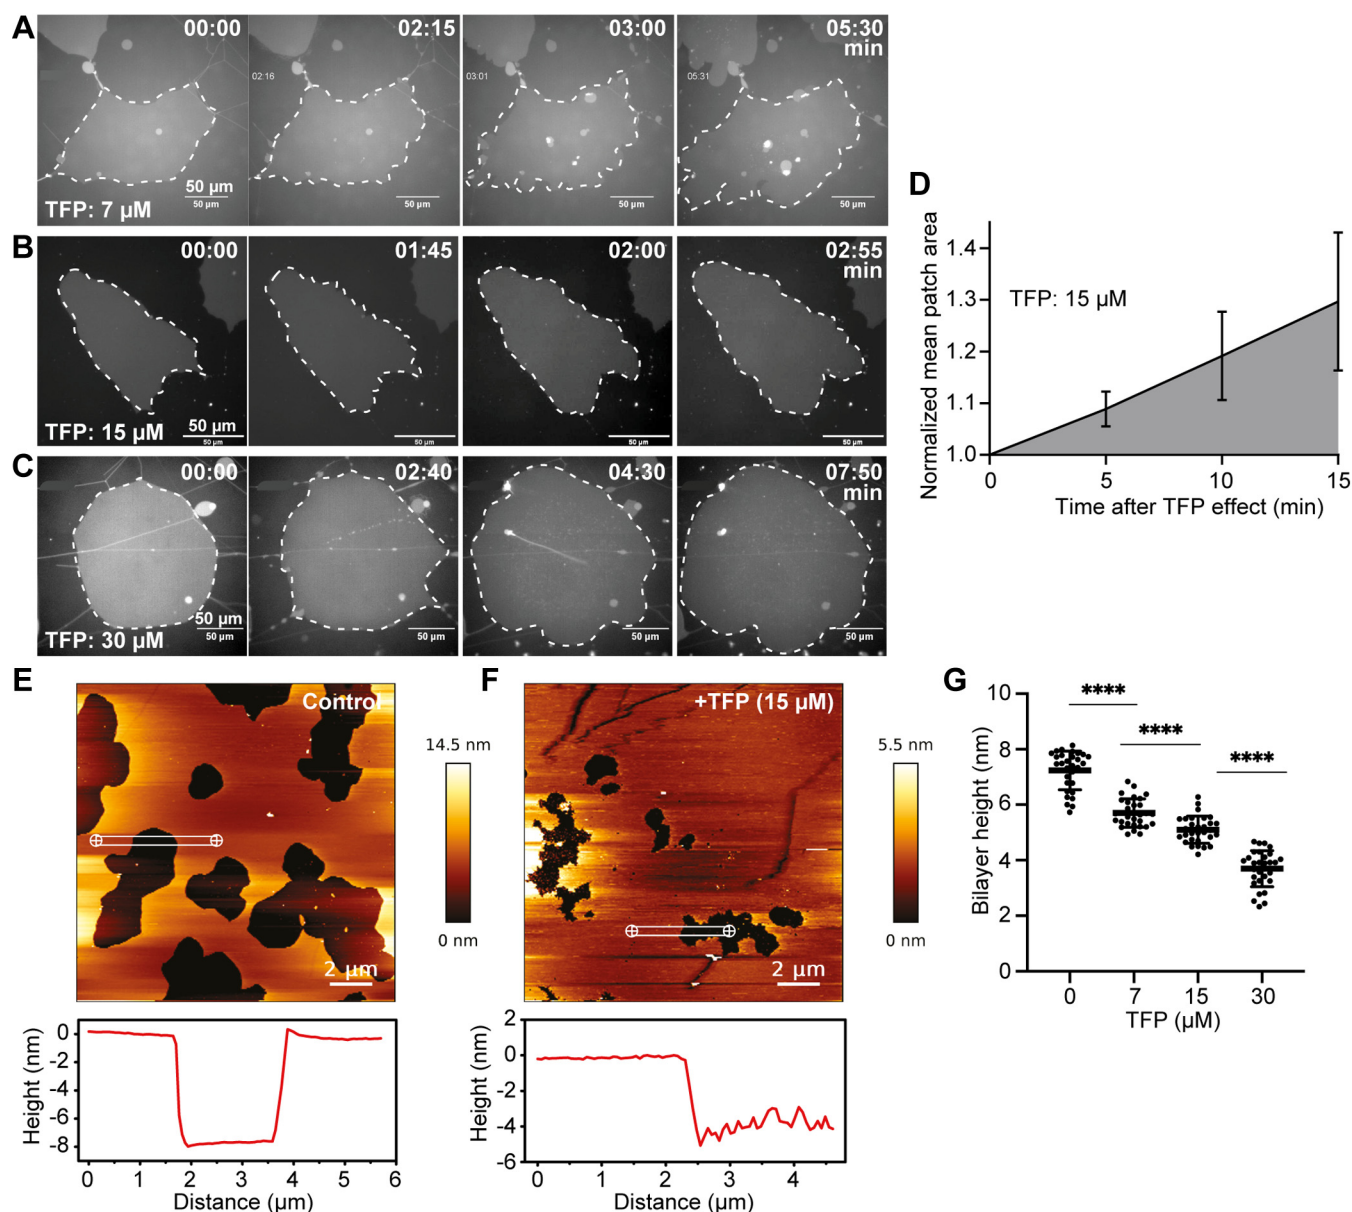 A
00:00
02:15
03:00
05:30
min
02:16
03:01
05:31
50 µm
50 µm
50 µm
50 µm
50 µm
TFP: 7 µM
B
00:00
01:45
02:00
02:55
min
TFP: 15 µM
50 µm
50 µm
50 µm
50 µm
50 µm
C
00:00
02:40
04:30
07:50
min
50 µm
50 µm
50 µm
50 µm
50 µm
TFP: 30 µM
D
Normalized mean patch area
1.4
1.3
1.2
1.1
1.0
TFP: 15 µM
0
5
10
15
Time after TFP effect (min)
E
Control
2 µm
14.5 nm
0 nm
Height (nm)
0
-2
-4
-6
-8
0
1
2
3
4
5
6
Distance (µm)
F
+TFP (15 µM)
2 µm
5.5 nm
0 nm
Height (nm)
2
0
-2
-4
-6
0
1
2
3
4
Distance (µm)
G
Bilayer height (nm)
10
8
6
4
2
0
****
****
****
0
7
15
30
TFP (µM)